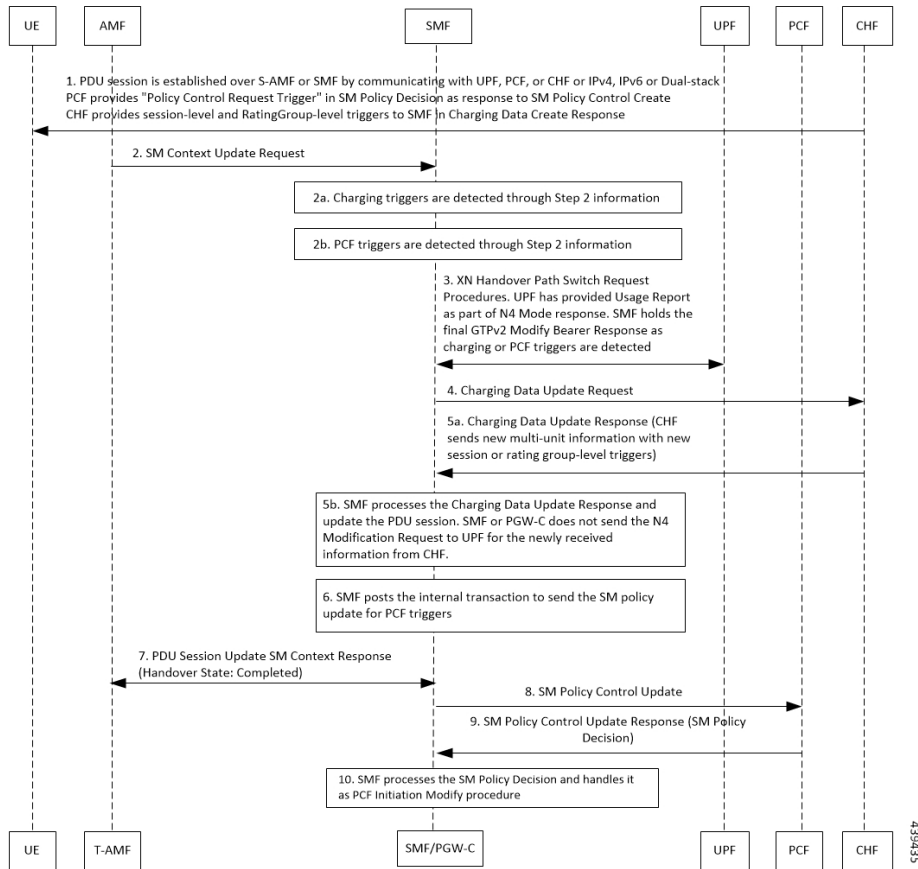 UE AMF SMF UPF PCF CHF
1. PDU session is established over S-AMF or SMF by communicating with UPF, PCF, or CHF or IPv4, IPv6 or Dual-stack
PCF provides "Policy Control Request Trigger" in SM Policy Decision as response to SM Policy Control Create
CHF provides session-level and RatingGroup-level triggers to SMF in Charging Data Create Response
2. SM Context Update Request
2a. Charging triggers are detected through Step 2 information
2b. PCF triggers are detected through Step 2 information
3. XN Handover Path Switch Request
Procedures. UPF has provided Usage Report
as part of N4 Mode response. SMF holds the
final GTPv2 Modify Bearer Response as
charging or PCF triggers are detected
4. Charging Data Update Request
5a. Charging Data Update Response (CHF
sends new multi-unit information with new
session or rating group-level triggers)
5b. SMF processes the Charging Data Update Response and
update the PDU session. SMF or PGW-C does not send the N4
Modification Request to UPF for the newly received
information from CHF.
6. SMF posts the internal transaction to send the SM policy
update for PCF triggers
7. PDU Session Update SM Context Response
(Handover State: Completed)
8. SM Policy Control Update
9. SM Policy Control Update Response (SM Policy
Decision)
10. SMF processes the SM Policy Decision and handles it
as PCF Initiation Modify procedure
UE T-AMF SMF/PGW-C UPF PCF CHF
439435